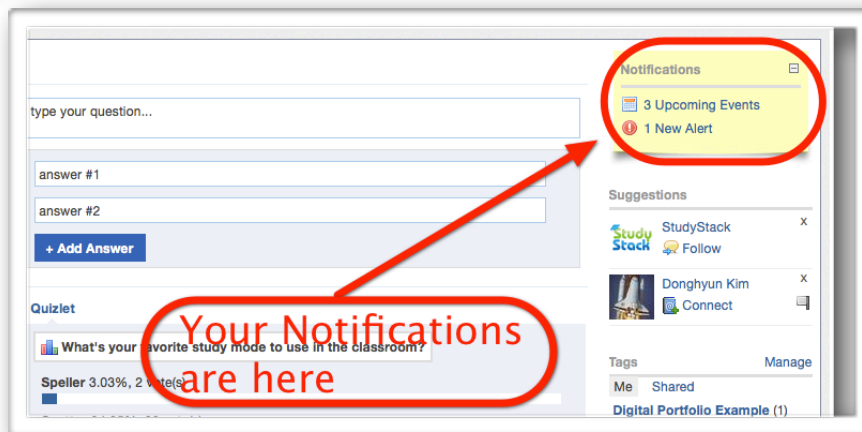 type your question...
answer #1
answer #2
+ Add Answer
Quizlet
What's your favorite study mode to use in the classroom?
Speller 3.03%, 2 vote(s)
Your Notifications
are here
Notifications
3 Upcoming Events
1 New Alert
Suggestions
Study
Stack
StudyStack
x
Follow
Donghyun Kim
x
Connect
Tags
Manage
Me
Shared
Digital Portfolio Example (1)